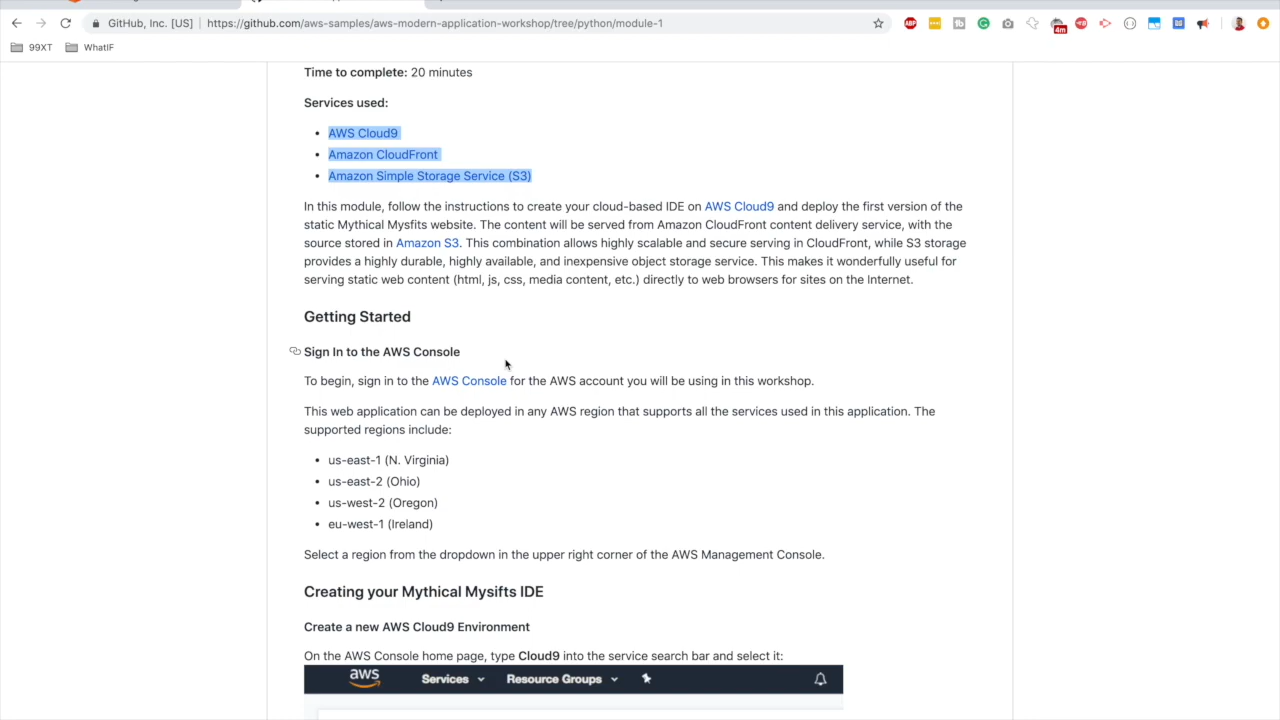 GitHub, Inc. [US]
https://github.com/aws-samples/aws-modern-application-workshop/tree/python/module-1
ABP
4m
99XT
WhatIF
Time to complete: 20 minutes
Services used:
AWS Cloud9
Amazon CloudFront
Amazon Simple Storage Service (S3)
In this module, follow the instructions to create your cloud-based IDE on AWS Cloud9 and deploy the first version of the
static Mythical Mysfits website. The content will be served from Amazon CloudFront content delivery service, with the
source stored in Amazon S3. This combination allows highly scalable and secure serving in CloudFront, while S3 storage
provides a highly durable, highly available, and inexpensive object storage service. This makes it wonderfully useful for
serving static web content (html, js, css, media content, etc.) directly to web browsers for sites on the Internet.
Getting Started
Sign In to the AWS Console
To begin, sign in to the AWS Console for the AWS account you will be using in this workshop.
This web application can be deployed in any AWS region that supports all the services used in this application. The
supported regions include:
us-east-1 (N. Virginia)
us-east-2 (Ohio)
us-west-2 (Oregon)
eu-west-1 (Ireland)
Select a region from the dropdown in the upper right corner of the AWS Management Console.
Creating your Mythical Mysifts IDE
Create a new AWS Cloud9 Environment
On the AWS Console home page, type Cloud9 into the service search bar and select it:
aws
Services
Resource Groups